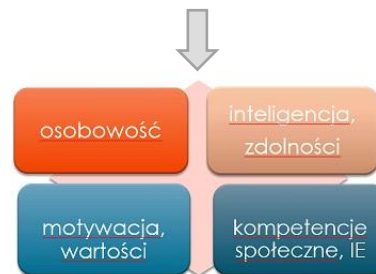 osobowość
inteligencja,
zdolności
motywacja,
wartości
kompetencje
społeczne, IE